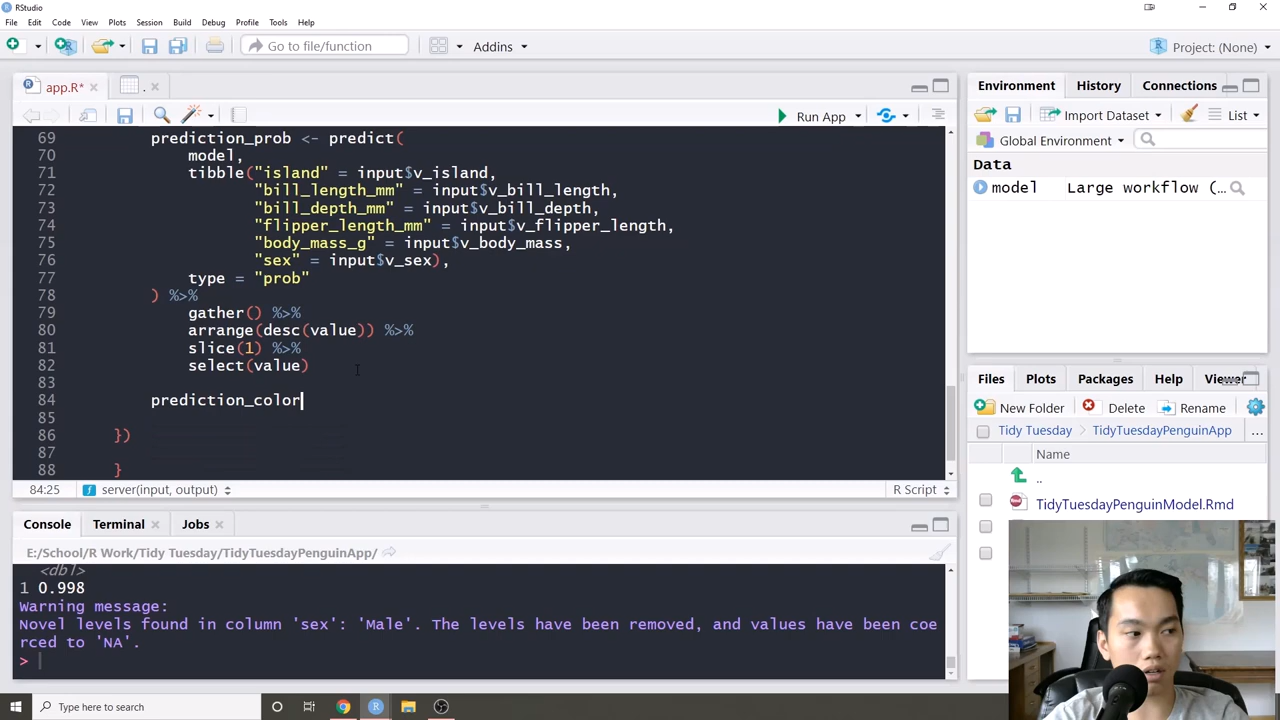 RStudio
File Edit Code View Plots Session Build Debug Profile Tools Help
Go to file/function Addins Project: (None)
app.R* .
Run App
69 prediction_prob <- predict(
70 model,
71 tibble("island" = input$v_island,
72 "bill_length_mm" = input$v_bill_length,
73 "bill_depth_mm" = input$v_bill_depth,
74 "flipper_length_mm" = input$v_flipper_length,
75 "body_mass_g" = input$v_body_mass,
76 "sex" = input$v_sex),
77 type = "prob"
78 ) %>%
79 gather() %>%
80 arrange(desc(value)) %>%
81 slice(1) %>%
82 select(value)
83
84 prediction_color
85
86 })
87
88 }
84:25 server(input, output) R Script
Console Terminal Jobs
E:/School/R Work/Tidy Tuesday/TidyTuesdayPenguinApp/
<dbl>
1 0.998
Warning message:
Novel levels found in column 'sex': 'Male'. The levels have been removed, and values have been coe
rced to 'NA'.
>
Environment History Connections
Import Dataset List
Global Environment
Data
model Large workflow (…
Files Plots Packages Help Viewer
New Folder Delete Rename
Tidy Tuesday TidyTuesdayPenguinApp ...
Name
..
TidyTuesdayPenguinModel.Rmd
Type here to search